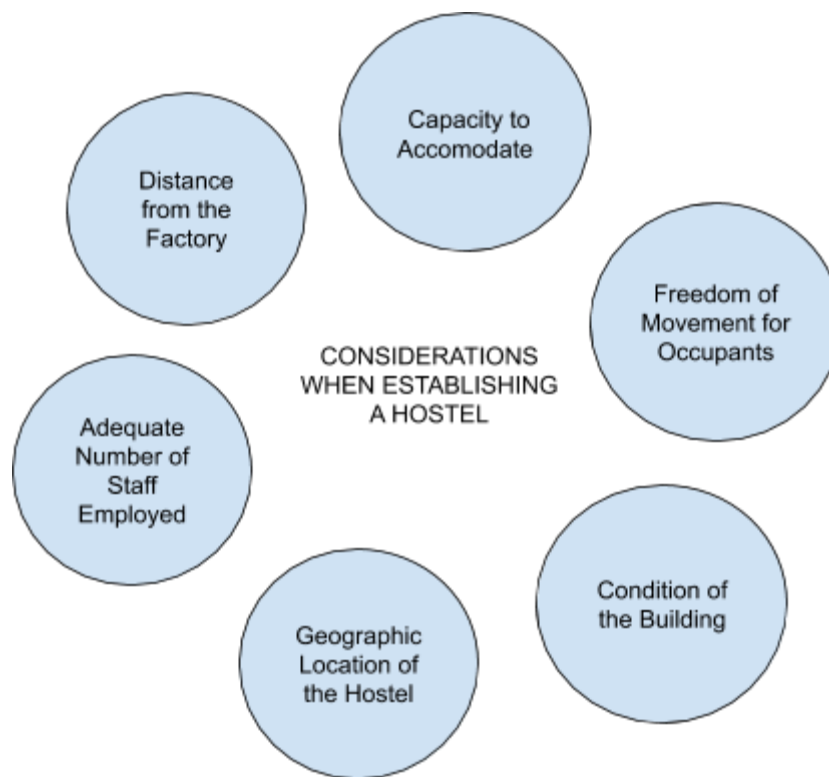 Capacity to
Accomodate
Distance
from the
Factory
Freedom of
Movement for
Occupants
CONSIDERATIONS
WHEN ESTABLISHING
A HOSTEL
Adequate
Number of
Staff
Employed
Condition of
the Building
Geographic
Location of
the Hostel